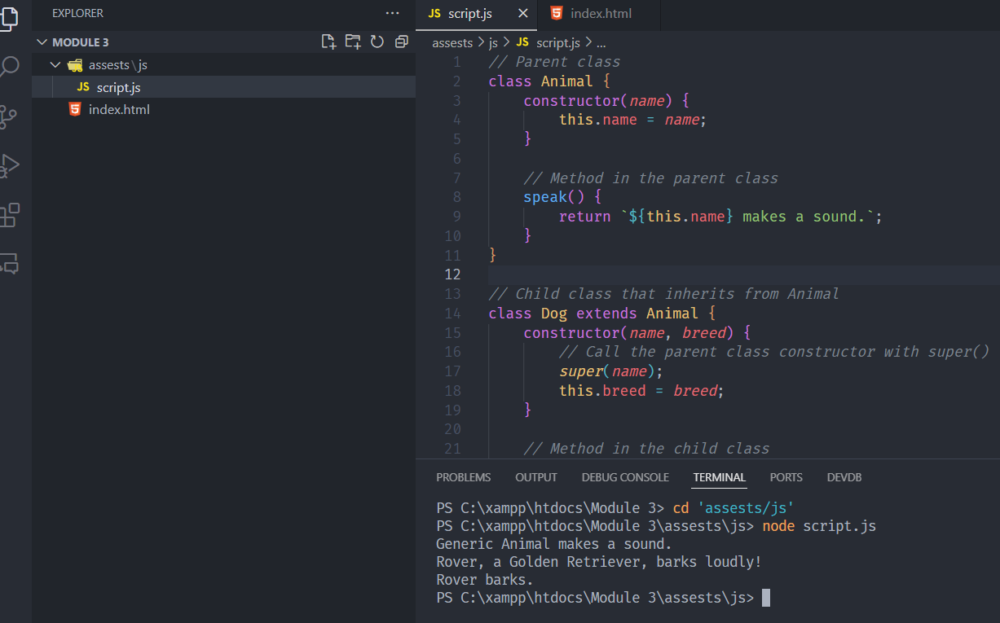 EXPLORER
MODULE 3
assests\js
JS script.js
index.html
JS script.js
index.html
assests > js > JS script.js > ...
1 // Parent class
2 class Animal {
3 constructor(name) {
4 this.name = name;
5 }
6
7 // Method in the parent class
8 speak() {
9 return `${this.name} makes a sound.`;
10 }
11 }
12
13 // Child class that inherits from Animal
14 class Dog extends Animal {
15 constructor(name, breed) {
16 // Call the parent class constructor with super()
17 super(name);
18 this.breed = breed;
19 }
20
21 // Method in the child class
PROBLEMS OUTPUT DEBUG CONSOLE TERMINAL PORTS DEVDB
PS C:\xampp\htdocs\Module 3> cd 'assests/js'
PS C:\xampp\htdocs\Module 3\assests\js> node script.js
Generic Animal makes a sound.
Rover, a Golden Retriever, barks loudly!
Rover barks.
PS C:\xampp\htdocs\Module 3\assests\js>